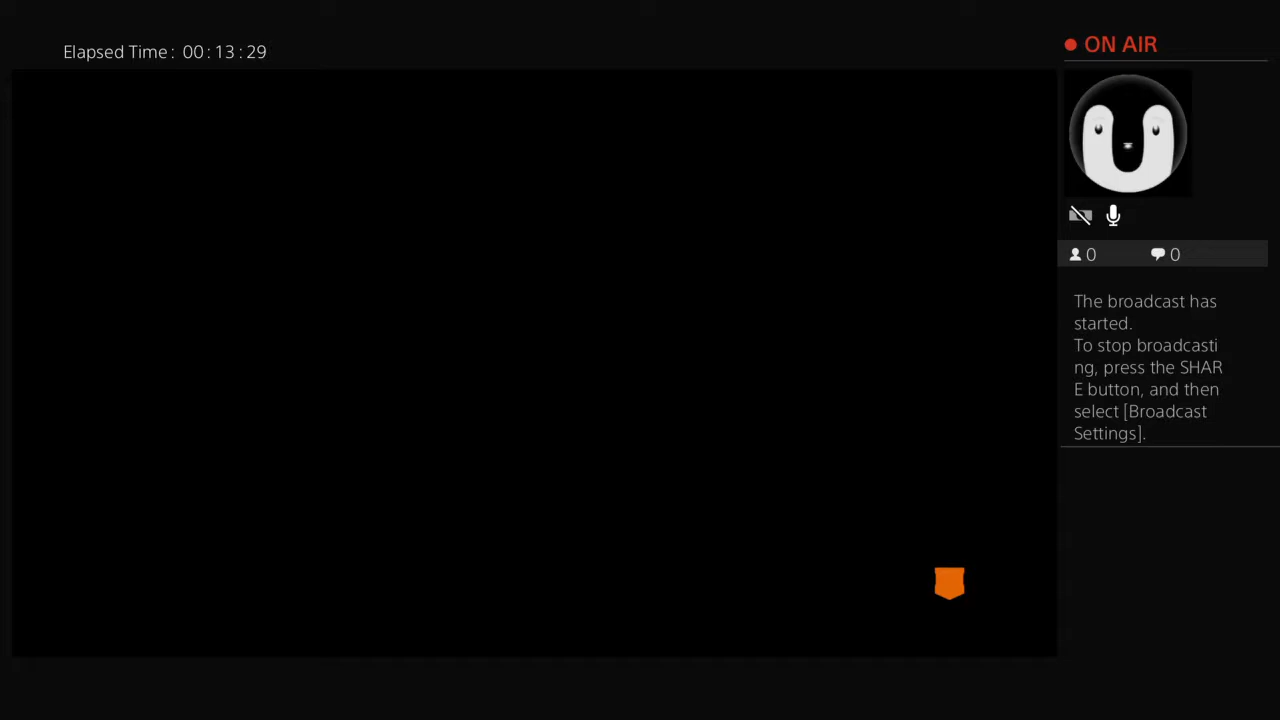 Elapsed Time: 00:13:29
ON AIR
0 0
The broadcast has
started.
To stop broadcasti
ng, press the SHAR
E button, and then
select [Broadcast
Settings].